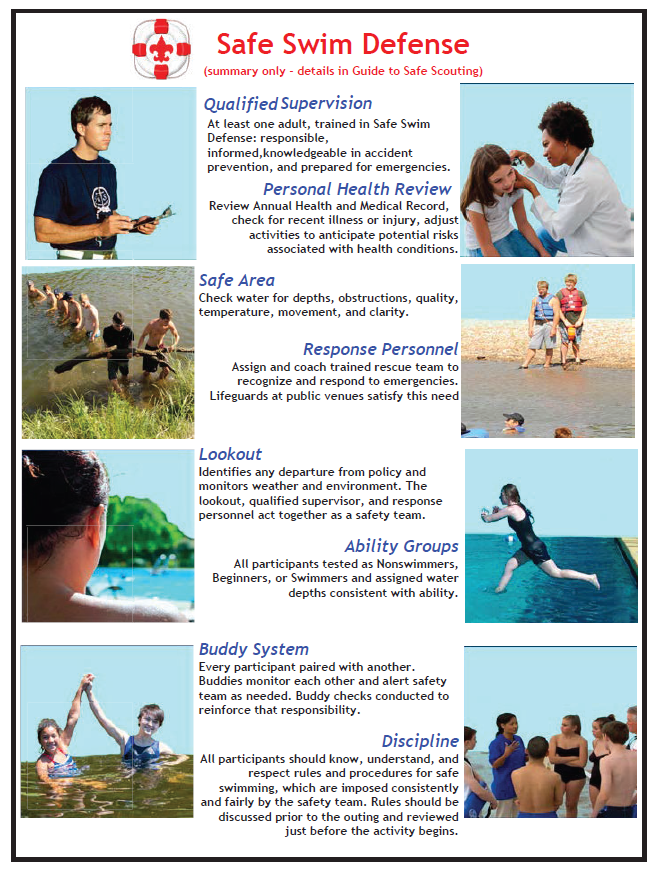 Safe Swim Defense
(summary only – details in Guide to Safe Scouting)
Qualified Supervision
At least one adult, trained in Safe Swim
Defense: responsible,
informed,knowledgeable in accident
prevention, and prepared for emergencies.
Personal Health Review
Review Annual Health and Medical Record,
check for recent illness or injury, adjust
activities to anticipate potential risks
associated with health conditions.
Safe Area
Check water for depths, obstructions, quality,
temperature, movement, and clarity.
Response Personnel
Assign and coach trained rescue team to
recognize and respond to emergencies.
Lifeguards at public venues satisfy this need
Lookout
Identifies any departure from policy and
monitors weather and environment. The
lookout, qualified supervisor, and response
personnel act together as a safety team.
Ability Groups
All participants tested as Nonswimmers,
Beginners, or Swimmers and assigned water
depths consistent with ability.
Buddy System
Every participant paired with another.
Buddies monitor each other and alert safety
team as needed. Buddy checks conducted to
reinforce that responsibility.
Discipline
All participants should know, understand, and
respect rules and procedures for safe
swimming, which are imposed consistently
and fairly by the safety team. Rules should be
discussed prior to the outing and reviewed
just before the activity begins.